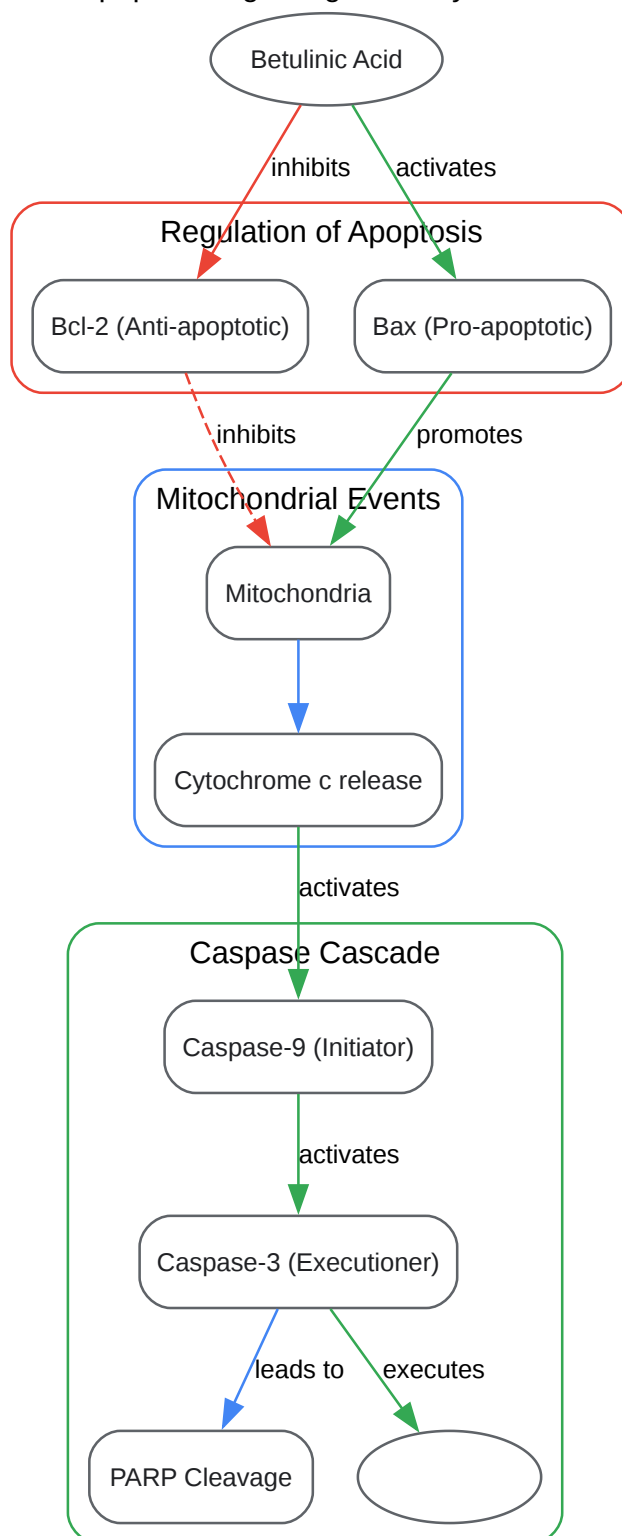 Betulinic Acid
inhibits
activates
Regulation of Apoptosis
Bcl-2 (Anti-apoptotic)
Bax (Pro-apoptotic)
inhibits
promotes
Mitochondrial Events
Mitochondria
Cytochrome c release
activates
Caspase Cascade
Caspase-9 (Initiator)
activates
Caspase-3 (Executioner)
leads to
executes
PARP Cleavage